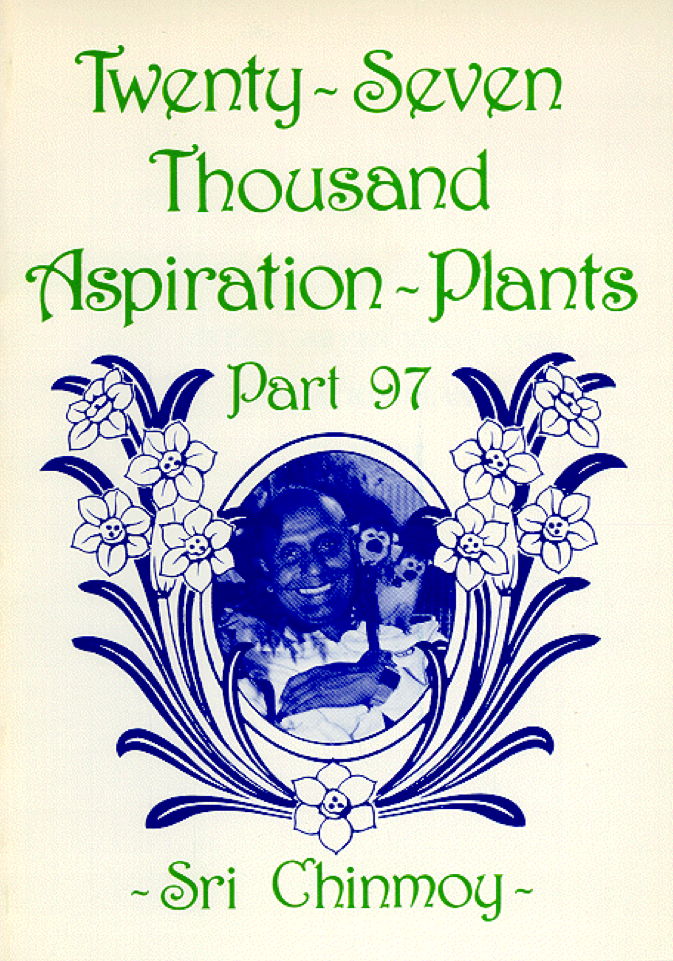 Twenty~Seven
Thousand
Aspiration~Plants
Part 97
~Sri Chinmoy~